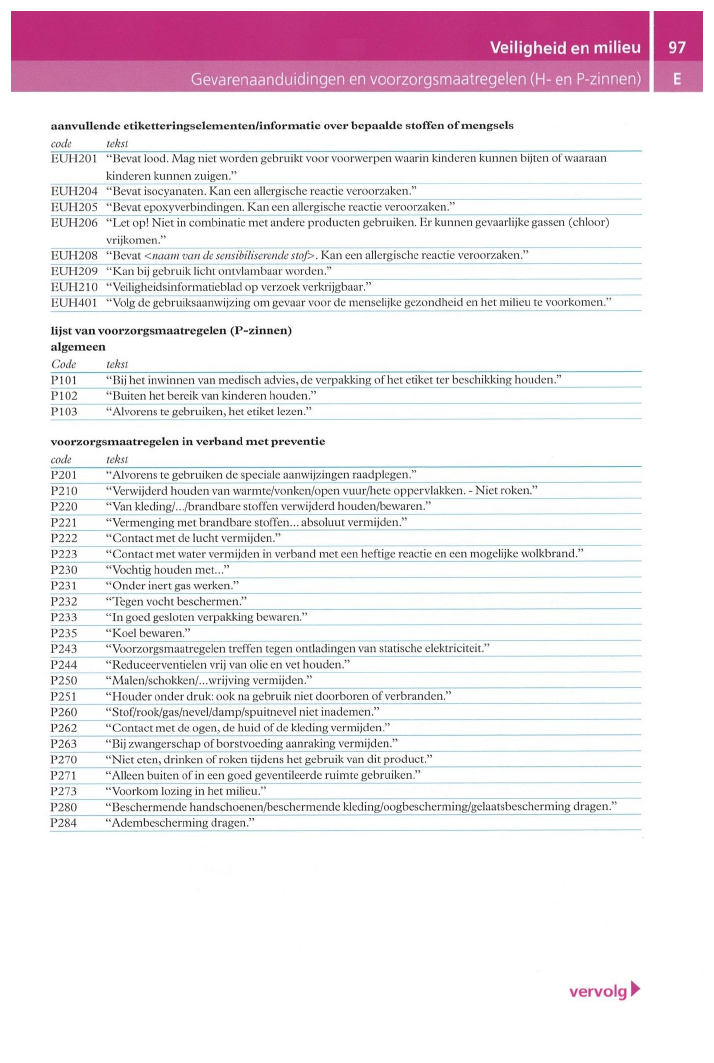 Veiligheid en milieu 97
Gevarenaanduidingen en voorzorgsmaatregelen (H- en P-zinnen) E
aanvullende etiketteringselementen/informatie over bepaalde stoffen of mengsels
code tekst
EUH201 “Bevat lood. Mag niet worden gebruikt voor voorwerpen waarin kinderen kunnen bijten of waaraan
kinderen kunnen zuigen.”
EUH204 “Bevat isocyanaten. Kan een allergische reactie veroorzaken.”
EUH205 “Bevat epoxyverbindingen. Kan een allergische reactie veroorzaken.”
EUH206 “Let op! Niet in combinatie met andere producten gebruiken. Er kunnen gevaarlijke gassen (chloor)
vrijkomen.”
EUH208 “Bevat <naam van de sensibiliserende stof>. Kan een allergische reactie veroorzaken.”
EUH209 “Kan bij gebruik licht ontvlambaar worden.”
EUH210 “Veiligheidsinformatieblad op verzoek verkrijgbaar.”
EUH401 “Volg de gebruiksaanwijzing om gevaar voor de menselijke gezondheid en het milieu te voorkomen.”
lijst van voorzorgsmaatregelen (P-zinnen)
algemeen
Code tekst
P101 “Bij het inwinnen van medisch advies, de verpakking of het etiket ter beschikking houden.”
P102 “Buiten het bereik van kinderen houden.”
P103 “Alvorens te gebruiken, het etiket lezen.”
voorzorgsmaatregelen in verband met preventie
code tekst
P201 “Alvorens te gebruiken de speciale aanwijzingen raadplegen.”
P210 “Verwijderd houden van warmte/vonken/open vuur/hete oppervlakken. - Niet roken.”
P220 “Van kleding/.../brandbare stoffen verwijderd houden/bewaren.”
P221 “Vermenging met brandbare stoffen... absoluut vermijden.”
P222 “Contact met de lucht vermijden.”
P223 “Contact met water vermijden in verband met een heftige reactie en een mogelijke wolkbrand.”
P230 “Vochtig houden met...”
P231 “Onder inert gas werken.”
P232 “Tegen vocht beschermen.”
P233 “In goed gesloten verpakking bewaren.”
P235 “Koel bewaren.”
P243 “Voorzorgsmaatregelen treffen tegen ontladingen van statische elektriciteit.”
P244 “Reduceerventielen vrij van olie en vet houden.”
P250 “Malen/schokken/...wrijving vermijden.”
P251 “Houder onder druk: ook na gebruik niet doorboren of verbranden.”
P260 “Stof/rook/gas/nevel/damp/spuitnevel niet inademen.”
P262 “Contact met de ogen, de huid of de kleding vermijden.”
P263 “Bij zwangerschap of borstvoeding aanraking vermijden.”
P270 “Niet eten, drinken of roken tijdens het gebruik van dit product.”
P271 “Alleen buiten of in een goed geventileerde ruimte gebruiken.”
P273 “Voorkom lozing in het milieu.”
P280 “Beschermende handschoenen/beschermende kleding/oogbescherming/gelaatsbescherming dragen.”
P284 “Adembescherming dragen.”
vervolg